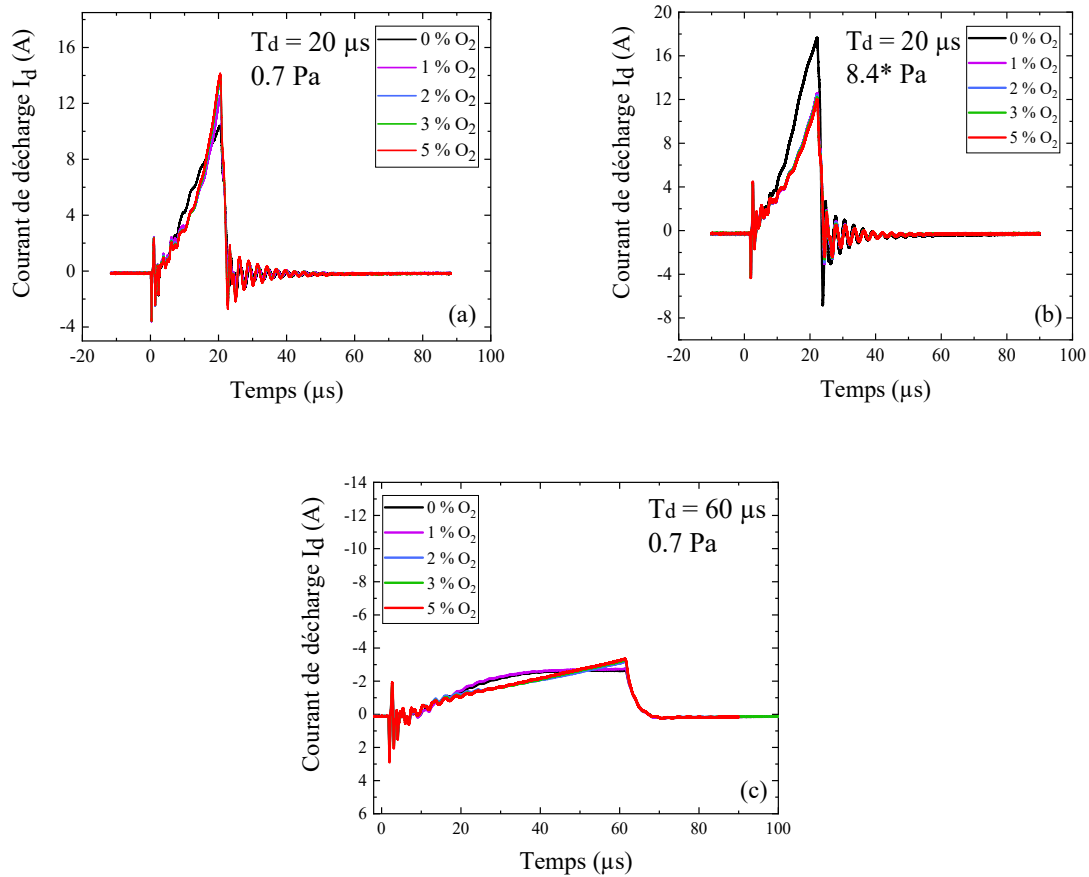 Courant de décharge I_d (A)
16
12
8
4
0
-4
-20 0 20 40 60 80 100
Temps (µs)
Td = 20 µs
0.7 Pa
0 % O₂
1 % O₂
2 % O₂
3 % O₂
5 % O₂
(a)
Courant de décharge I_d (A)
20
16
12
8
4
0
-4
-8
-12
-20 0 20 40 60 80 100
Temps (µs)
Td = 20 µs
8.4* Pa
0 % O₂
1 % O₂
2 % O₂
3 % O₂
5 % O₂
(b)
Courant de décharge I_d (A)
-14
-12
-10
-8
-6
-4
-2
0
2
4
6
0 20 40 60 80 100
Temps (µs)
0 % O₂
1 % O₂
2 % O₂
3 % O₂
5 % O₂
Td = 60 µs
0.7 Pa
(c)